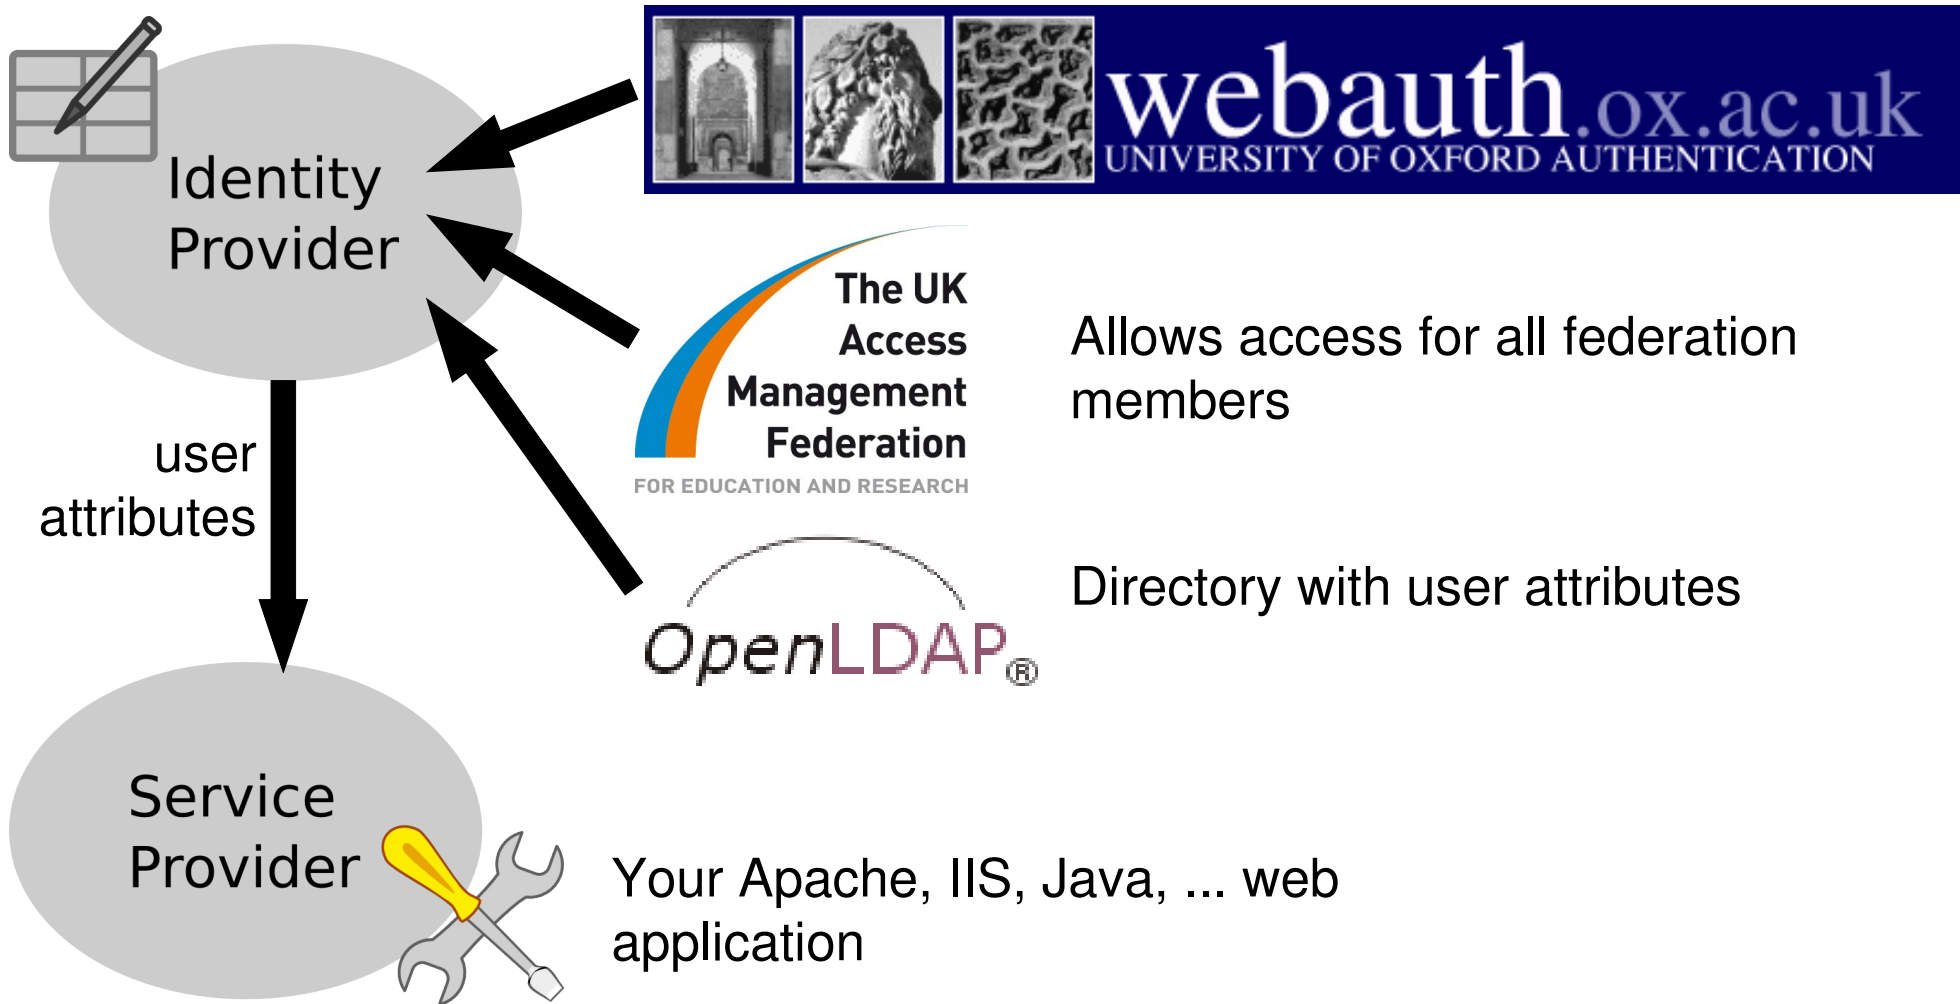 webauth.ox.ac.uk
UNIVERSITY OF OXFORD AUTHENTICATION
Identity
Provider
The UK
Access
Management
Federation
FOR EDUCATION AND RESEARCH
Allows access for all federation
members
user
attributes
OpenLDAP®
Directory with user attributes
Service
Provider
Your Apache, IIS, Java, ... web
application